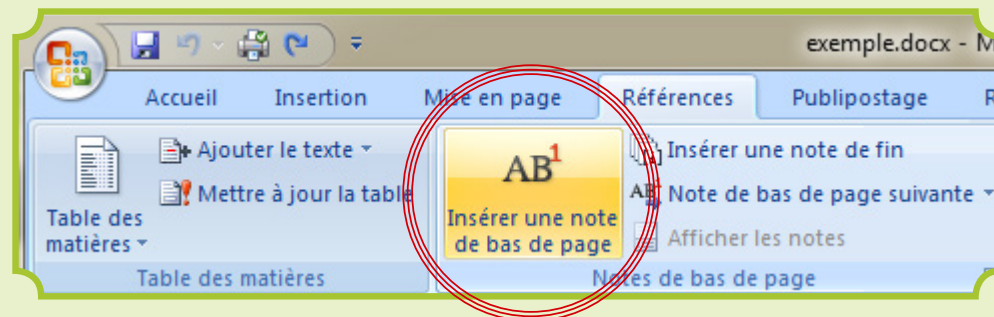 exemple.docx - M
Accueil Insertion Mise en page Références Publipostage R
Ajouter le texte
Mettre à jour la table
Table des
matières
Table des matières
AB1
Insérer une note
de bas de page
Insérer une note de fin
AB1 Note de bas de page suivante
Afficher les notes
Notes de bas de page